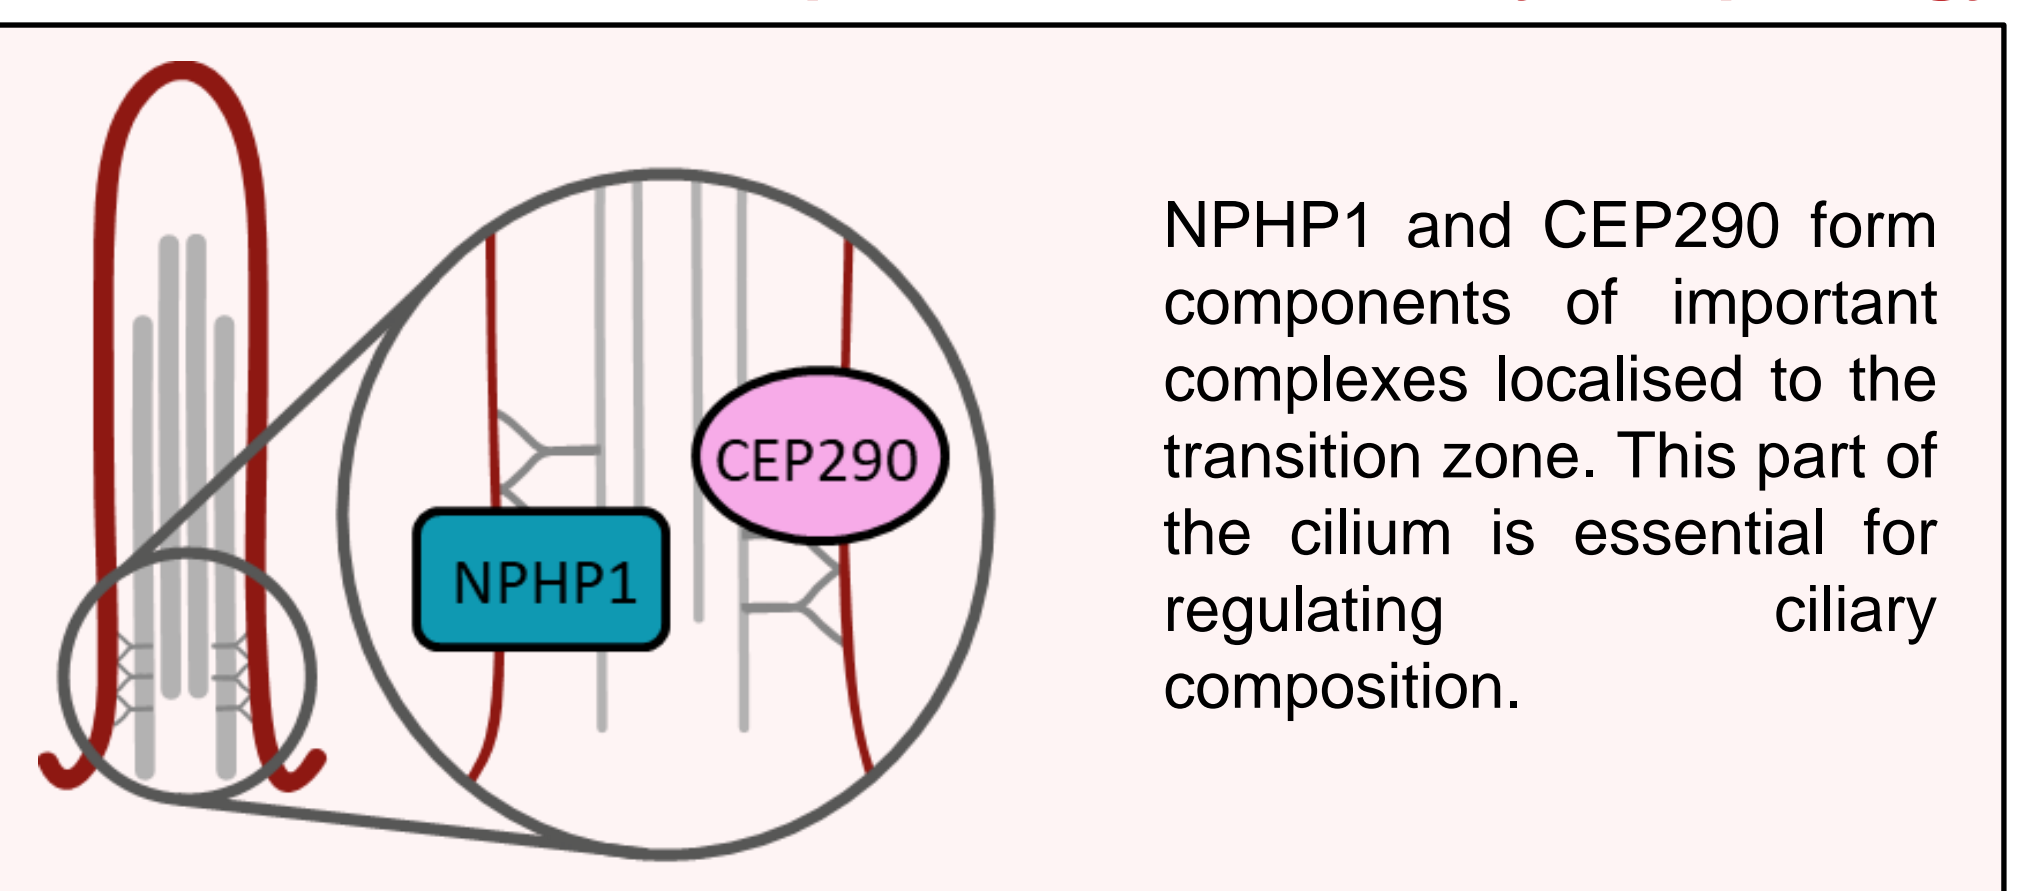 CEP290
NPHP1
NPHP1 and CEP290 form
components of important
complexes localised to the
transition zone. This part of
the cilium is essential for
regulating ciliary
composition.